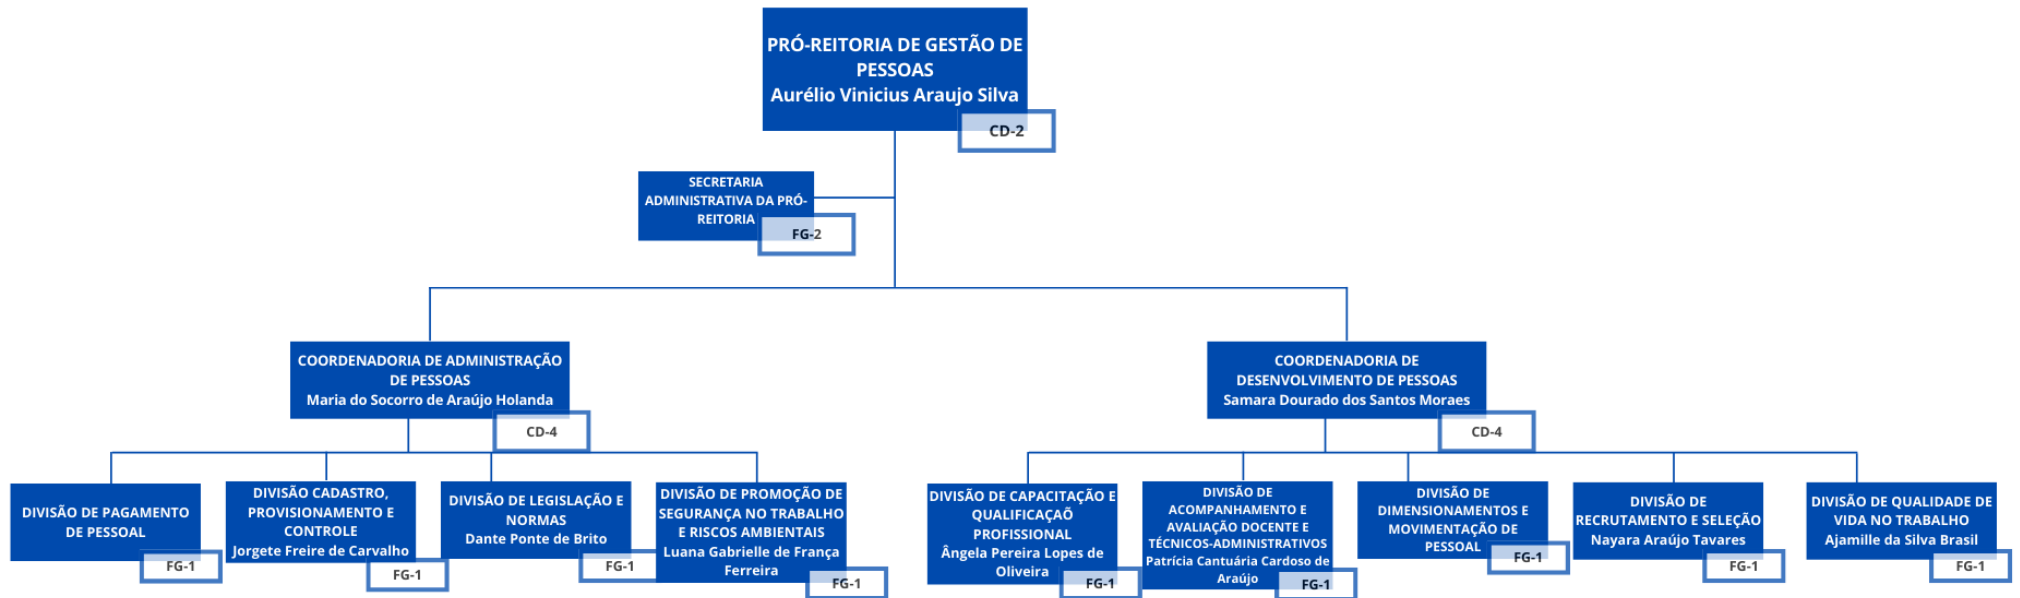 PRÓ-REITORIA DE GESTÃO DE
PESSOAS
Aurélio Vinicius Araujo Silva
CD-2
SECRETARIA
ADMINISTRATIVA DA PRÓ-
REITORIA
FG-2
COORDENADORIA DE ADMINISTRAÇÃO
DE PESSOAS
Maria do Socorro de Araújo Holanda
CD-4
COORDENADORIA DE
DESENVOLVIMENTO DE PESSOAS
Samara Dourado dos Santos Moraes
CD-4
DIVISÃO DE PAGAMENTO
DE PESSOAL
FG-1
DIVISÃO CADASTRO,
PROVISIONAMENTO E
CONTROLE
Jorgete Freire de Carvalho
FG-1
DIVISÃO DE LEGISLAÇÃO E
NORMAS
Dante Ponte de Brito
FG-1
DIVISÃO DE PROMOÇÃO DE
SEGURANÇA NO TRABALHO
E RISCOS AMBIENTAIS
Luana Gabrielle de França
Ferreira
FG-1
DIVISÃO DE CAPACITAÇÃO E
QUALIFICAÇAÕ
PROFISSIONAL
Ângela Pereira Lopes de
Oliveira
FG-1
DIVISÃO DE
ACOMPANHAMENTO E
AVALIAÇÃO DOCENTE E
TÉCNICOS-ADMINISTRATIVOS
Patrícia Cantuária Cardoso de
Araújo
FG-1
DIVISÃO DE
DIMENSIONAMENTOS E
MOVIMENTAÇÃO DE
PESSOAL
FG-1
DIVISÃO DE
RECRUTAMENTO E SELEÇÃO
Nayara Araújo Tavares
FG-1
DIVISÃO DE QUALIDADE DE
VIDA NO TRABALHO
Ajamille da Silva Brasil
FG-1